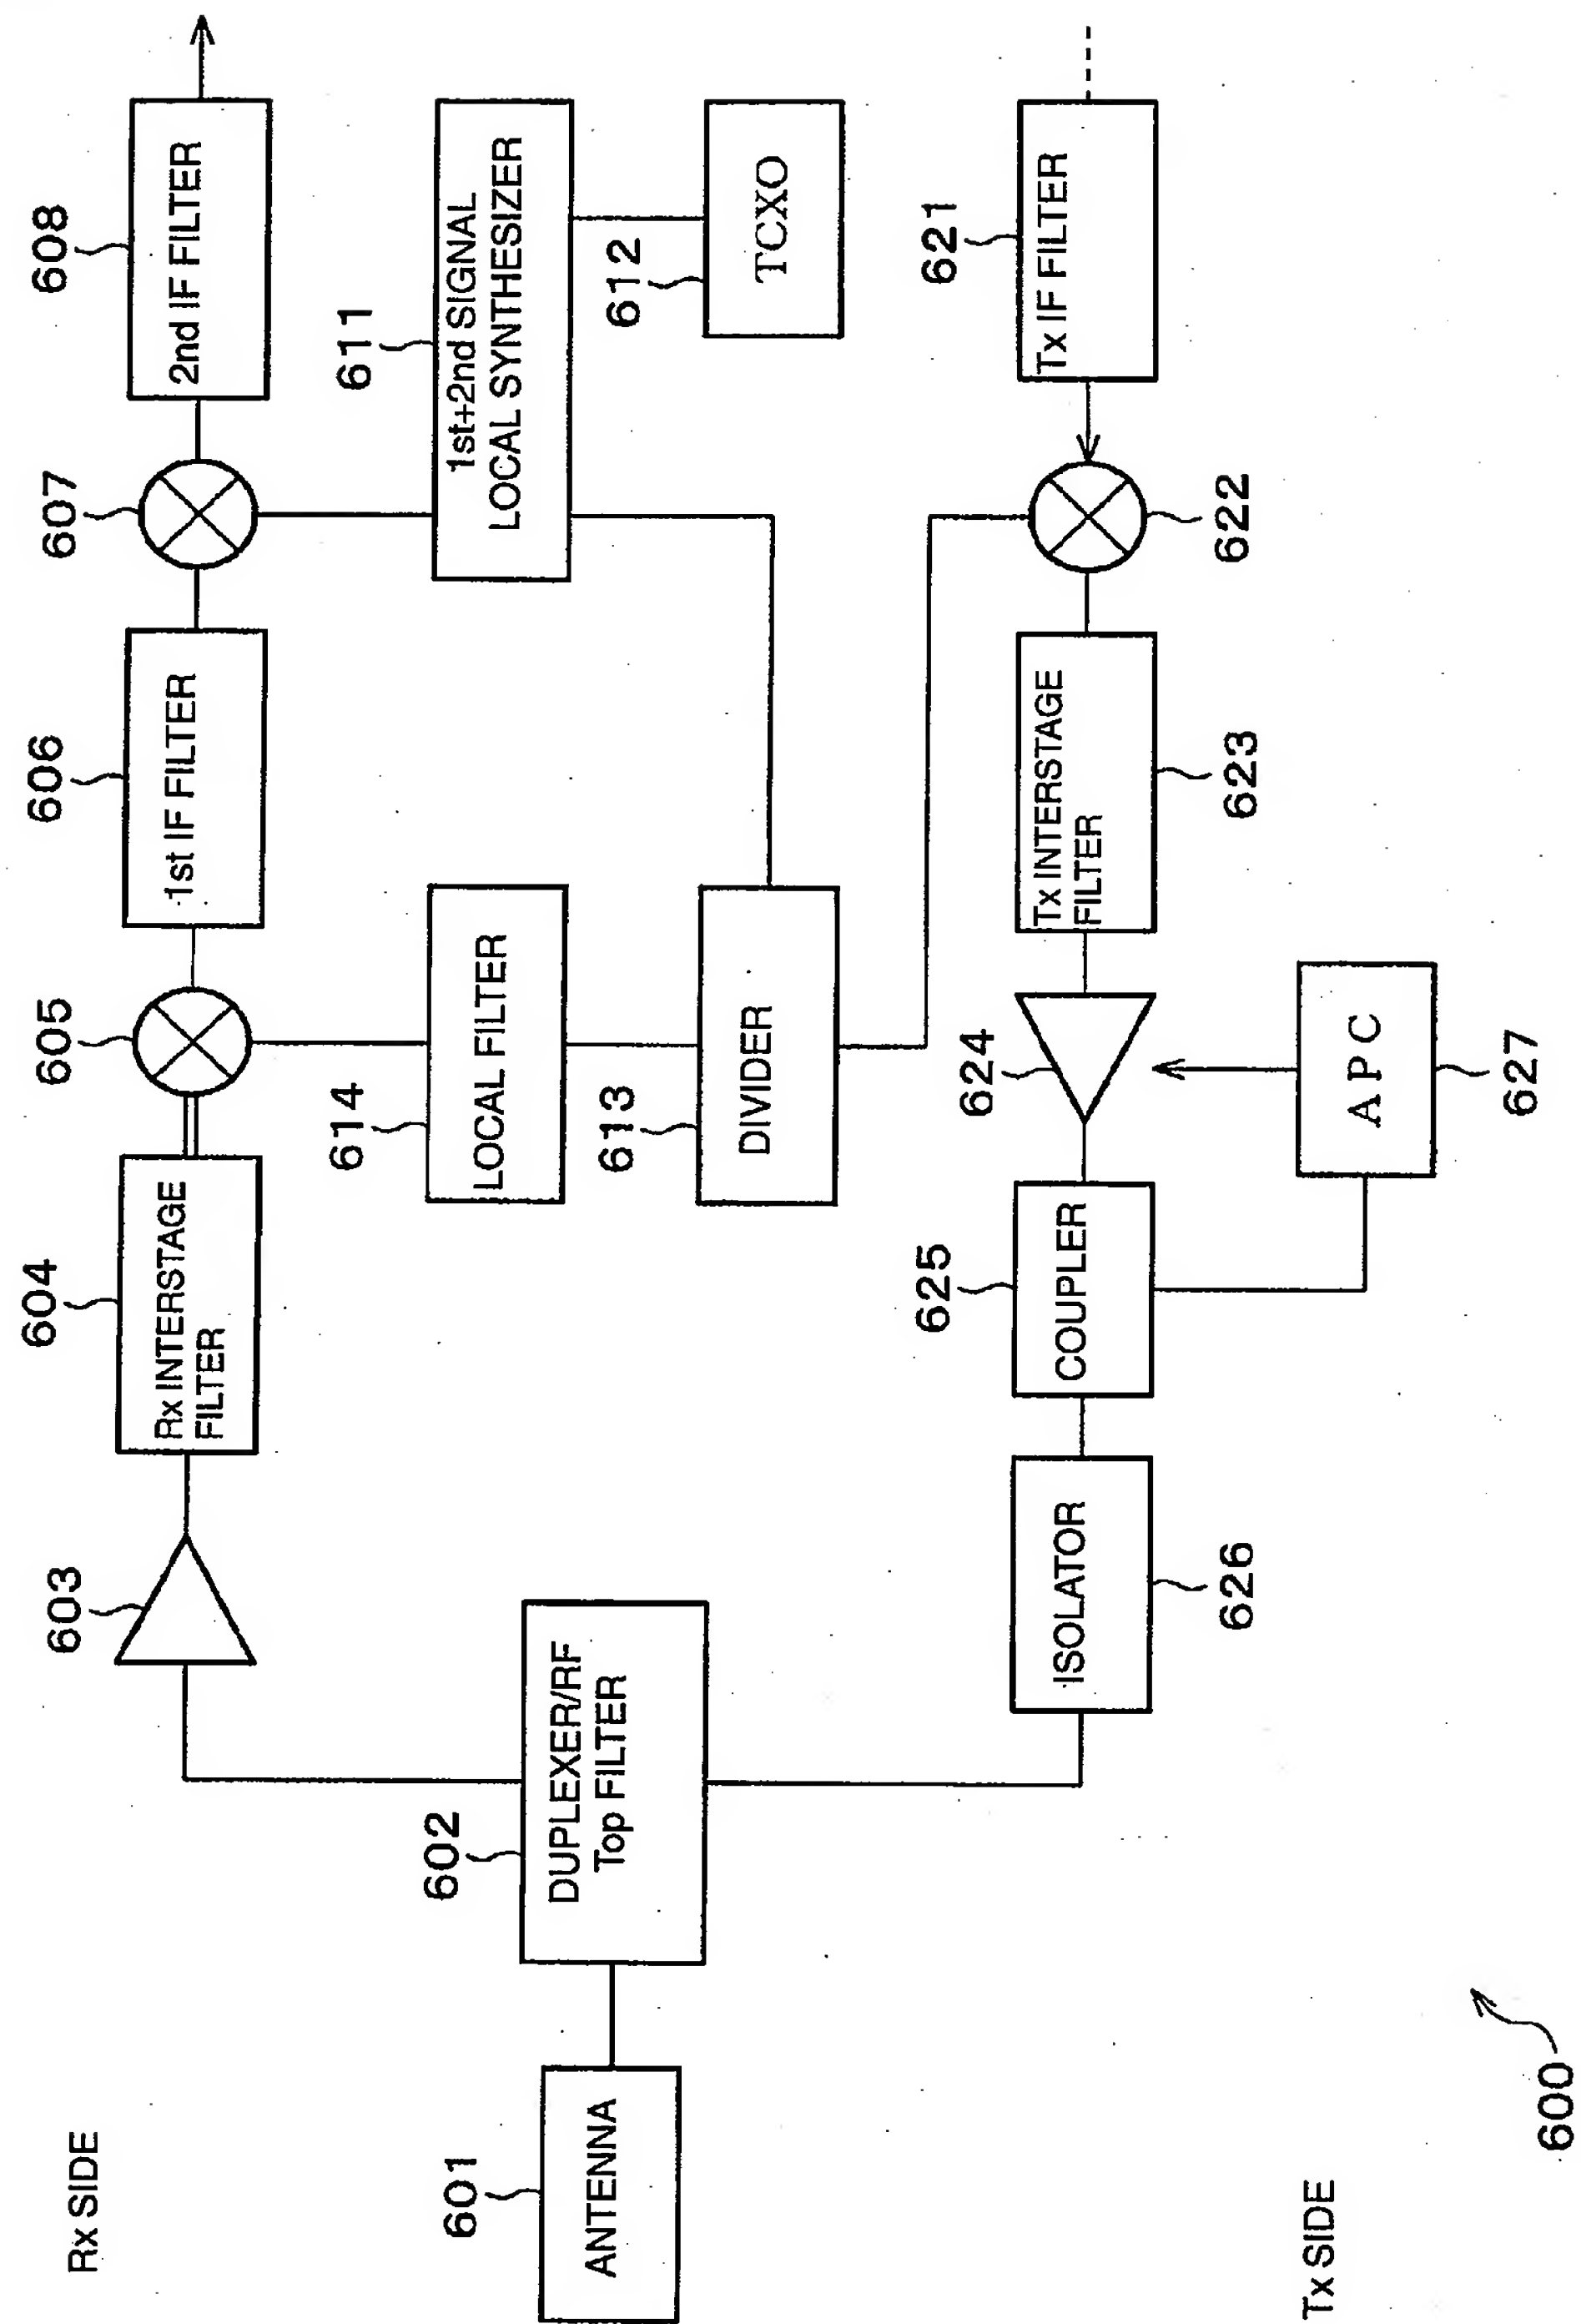 Rx SIDE
601
ANTENNA
602
DUPLEXER/RF
Top FILTER
603
604
Rx INTERSTAGE
FILTER
605
606
1st IF FILTER
607
608
2nd IF FILTER
614
LOCAL FILTER
613
DIVIDER
611
1st+2nd SIGNAL
LOCAL SYNTHESIZER
612
TCXO
621
Tx IF FILTER
622
Tx INTERSTAGE
FILTER
623
624
625
COUPLER
ISOLATOR
626
APC
627
Tx SIDE
600